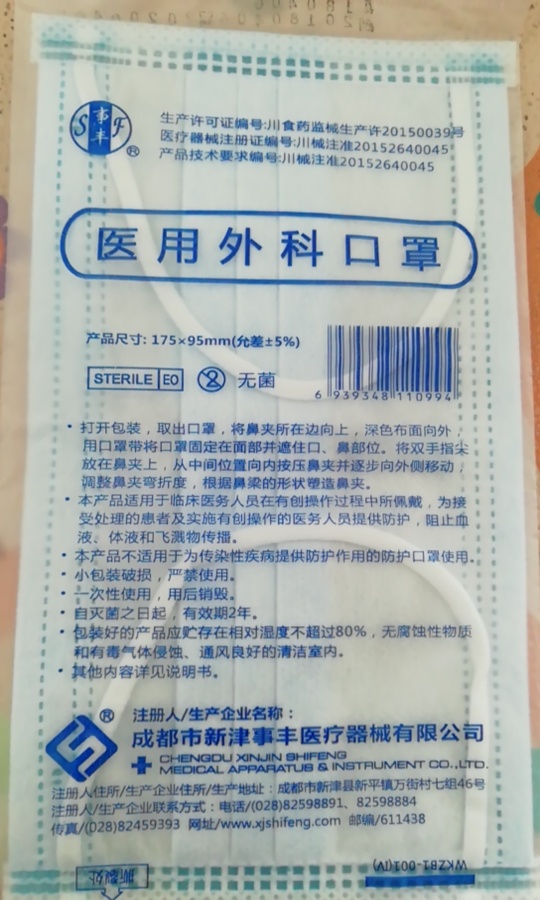 S事丰F®
生产许可证编号:川食药监械生产许20150039号
医疗器械注册证编号:川械注准20152640045
产品技术要求编号:川械注准20152640045
医用外科口罩
产品尺寸: 175×95mm(允差±5%)
STERILE EO
2
无菌
6 939348 110994
• 打开包装，取出口罩，将鼻夹所在边向上，深色布面向外，
用口罩带将口罩固定在面部并遮住口、鼻部位。将双手指尖
放在鼻夹上，从中间位置向内按压鼻夹并逐步向外侧移动，
调整鼻夹弯折度，根据鼻梁的形状塑造鼻夹。
• 本产品适用于临床医务人员在有创操作过程中所佩戴，为接
受处理的患者及实施有创操作的医务人员提供防护，阻止血
液、体液和飞溅物传播。
• 本产品不适用于为传染性疾病提供防护作用的防护口罩使用。
• 小包装破损，严禁使用。
• 一次性使用，用后销毁。
• 自灭菌之日起，有效期2年。
• 包装好的产品应贮存在相对湿度不超过80%，无腐蚀性物质
和有毒气体侵蚀、通风良好的清洁室内。
• 其他内容详见说明书。
®
注册人/生产企业名称：
成都市新津事丰医疗器械有限公司
CHENGDU XINJIN SHIFENG
MEDICAL APPARATUS & INSTRUMENT CO.,LTD.
注册人住所/生产企业住所/生产地址：成都市新津县新平镇万街村七组46号
注册人/生产企业联系方式：电话/(028)82598891、82598884
传真/(028)82459393 网址/www.xjshifeng.com 邮编/611438
撕裂处
WKZB1-001(IV)